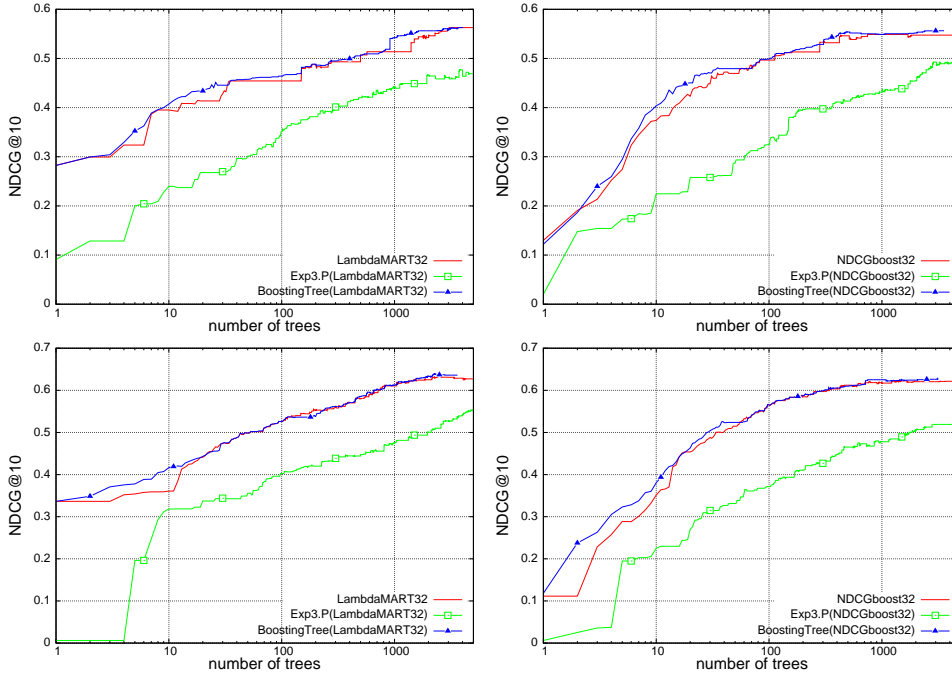 0.6
0.5
0.4
0.3
0.2
0.1
0
NDCG@10
LambdaMART32
Exp3.P(LambdaMART32)
BoostingTree(LambdaMART32)
1 10 100 1000
number of trees
0.6
0.5
0.4
0.3
0.2
0.1
0
NDCG@10
NDCGboost32
Exp3.P(NDCGboost32)
BoostingTree(NDCGboost32)
1 10 100 1000
number of trees
0.7
0.6
0.5
0.4
0.3
0.2
0.1
0
NDCG@10
LambdaMART32
Exp3.P(LambdaMART32)
BoostingTree(LambdaMART32)
1 10 100 1000
number of trees
0.7
0.6
0.5
0.4
0.3
0.2
0.1
0
NDCG@10
NDCGboost32
Exp3.P(NDCGboost32)
BoostingTree(NDCGboost32)
1 10 100 1000
number of trees